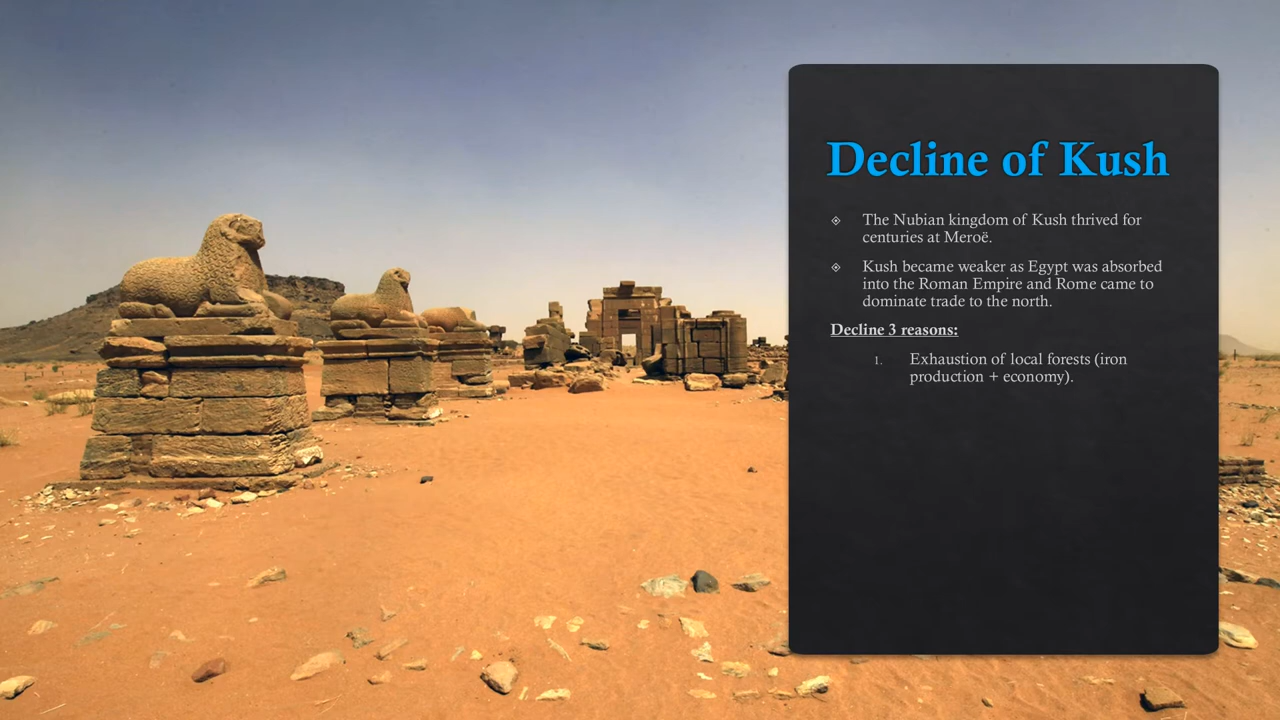 Decline of Kush
The Nubian kingdom of Kush thrived for
centuries at Meroë.
Kush became weaker as Egypt was absorbed
into the Roman Empire and Rome came to
dominate trade to the north.
Decline 3 reasons:
1. Exhaustion of local forests (iron
production + economy).